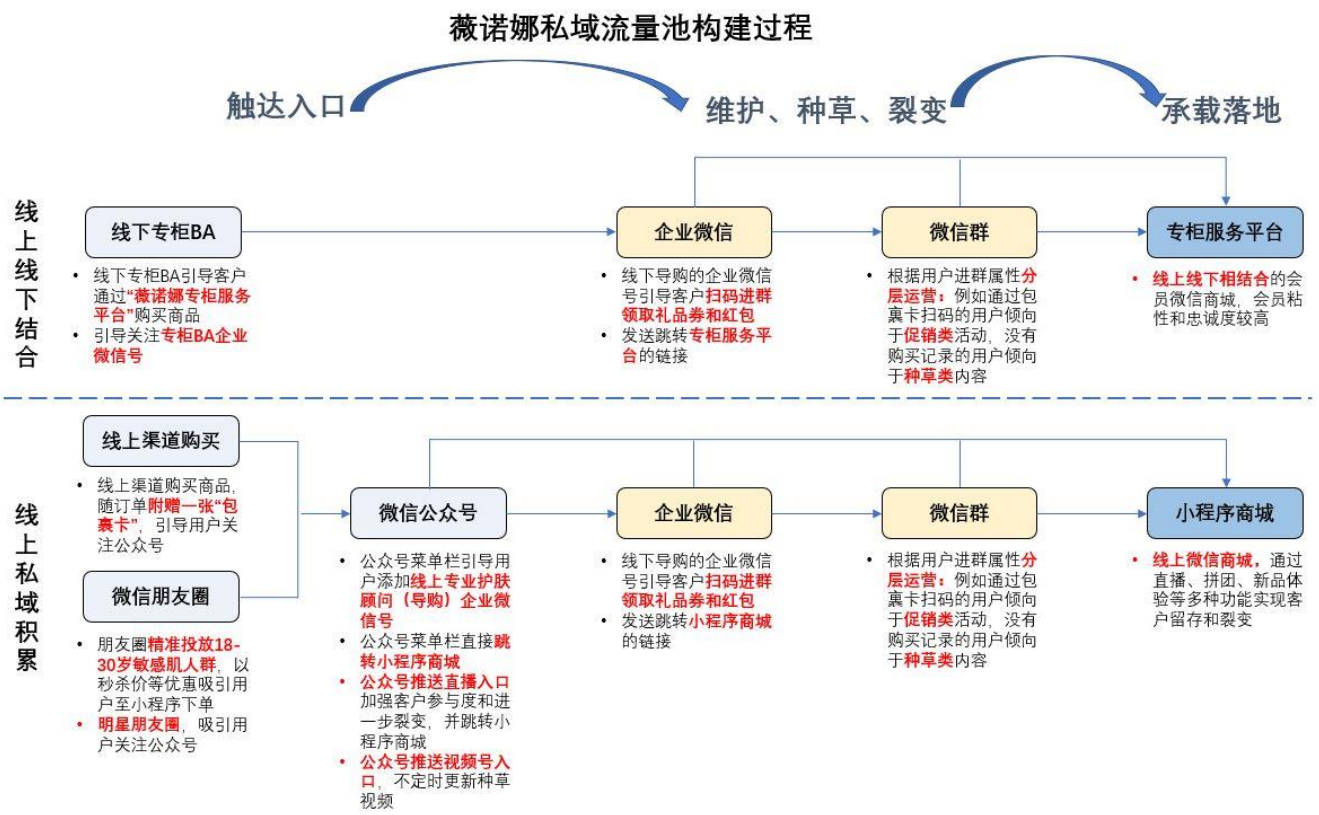 薇诺娜私域流量池构建过程
触达入口
维护、种草、裂变
承载落地
线上线下结合
线下专柜BA
• 线下专柜BA引导客户
通过“薇诺娜专柜服务
平台”购买商品
• 引导关注专柜BA企业
微信号
企业微信
• 线下导购的企业微信
号引导客户扫码进群
领取礼品券和红包
• 发送跳转专柜服务平
台的链接
微信群
• 根据用户进群属性分
层运营：例如通过包
裹卡扫码的用户倾向
于促销类活动，没有
购买记录的用户倾向
于种草类内容
专柜服务平台
• 线上线下相结合的会
员微信商城，会员粘
性和忠诚度较高
线上私域积累
线上渠道购买
• 线上渠道购买商品，
随订单附赠一张“包
裹卡”，引导用户关
注公众号
微信朋友圈
• 朋友圈精准投放18-
30岁敏感肌人群，以
秒杀价等优惠吸引用
户至小程序下单
• 明星朋友圈，吸引用
户关注公众号
微信公众号
• 公众号菜单栏引导用
户添加线上专业护肤
顾问（导购）企业微
信号
• 公众号菜单栏直接跳
转小程序商城
• 公众号推送直播入口
加强客户参与度和进
一步裂变，并跳转小
程序商城
• 公众号推送视频号入
口，不定时更新种草
视频
企业微信
• 线下导购的企业微信
号引导客户扫码进群
领取礼品券和红包
• 发送跳转小程序商城
的链接
微信群
• 根据用户进群属性分
层运营：例如通过包
裹卡扫码的用户倾向
于促销类活动，没有
购买记录的用户倾向
于种草类内容
小程序商城
• 线上微信商城，通过
直播、拼团、新品体
验等多种功能实现客
户留存和裂变